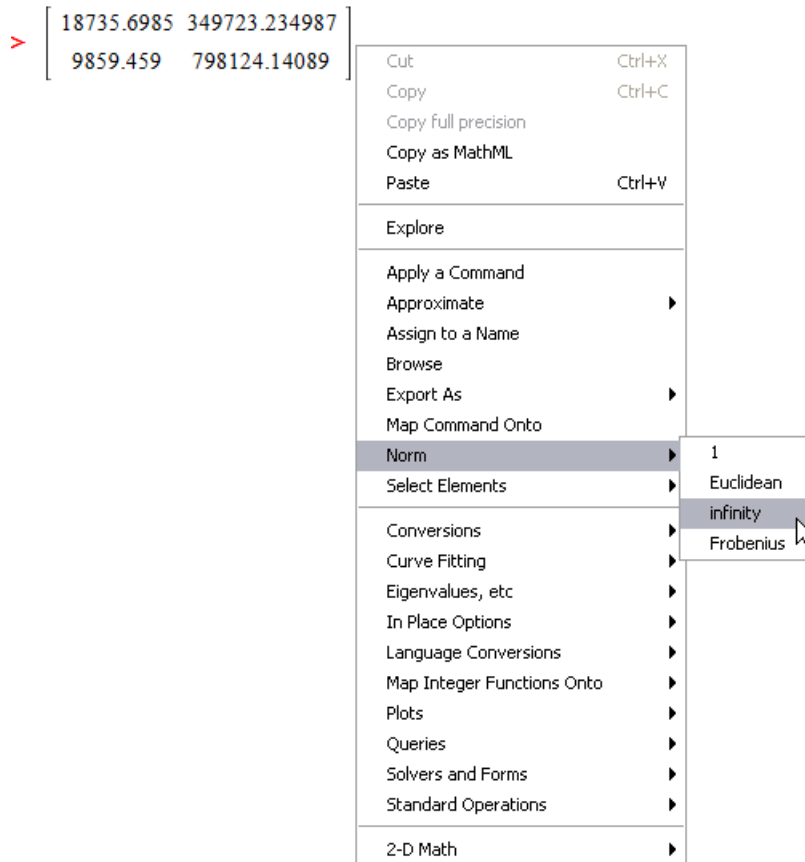 18735.6985 349723.234987
> 
9859.459 798124.14089
Cut Ctrl+X
Copy Ctrl+C
Copy full precision
Copy as MathML
Paste Ctrl+V
Explore
Apply a Command
Approximate
Assign to a Name
Browse
Export As
Map Command Onto
Norm
1
Euclidean
infinity
Frobenius
Select Elements
Conversions
Curve Fitting
Eigenvalues, etc
In Place Options
Language Conversions
Map Integer Functions Onto
Plots
Queries
Solvers and Forms
Standard Operations
2-D Math